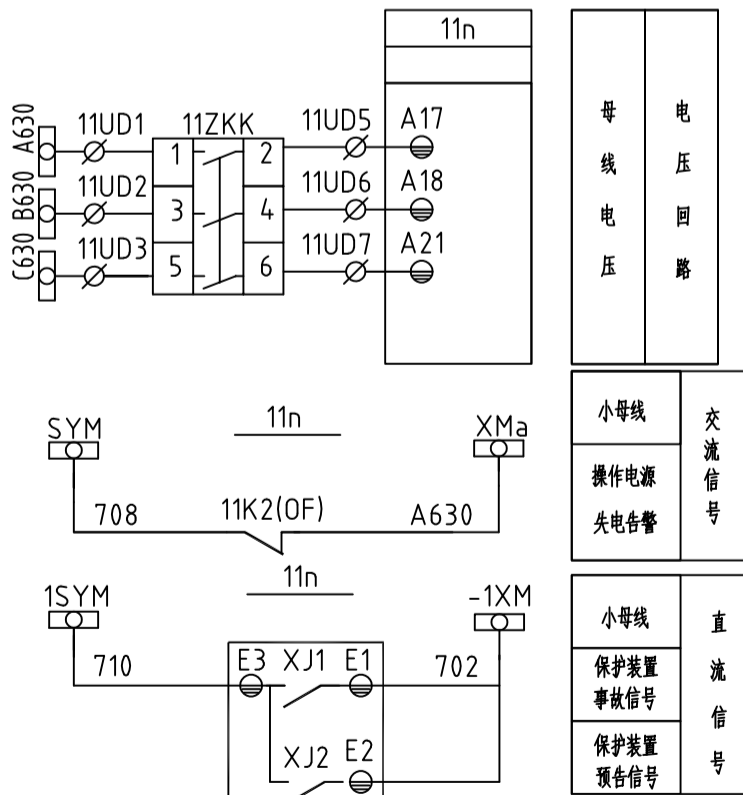 11n
母线电压
电压回路
A630 11UD1 11ZKK 11UD5 A17
1 2
B630 11UD2 11UD6 A18
3 4
C630 11UD3 11UD7 A21
5 6
小母线
交流信号
操作电源
失电告警
SYM 11n XMa
708 11K2(OF) A630
11n
1SYM -1XM
小母线
直流信号
710 E3 XJ1 E1 702
保护装置
事故信号
XJ2 E2
保护装置
预告信号